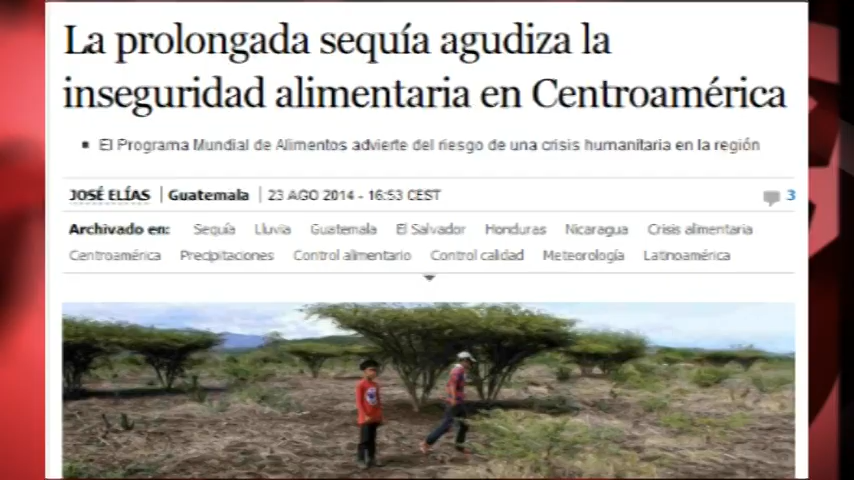 La prolongada sequía agudiza la
inseguridad alimentaria en Centroamérica
▪ El Programa Mundial de Alimentos advierte del riesgo de una crisis humanitaria en la región
JOSÉ ELÍAS | Guatemala | 23 AGO 2014 - 16:53 CEST 3
Archivado en: Sequía Lluvia Guatemala El Salvador Honduras Nicaragua Crisis alimentaria
Centroamérica Precipitaciones Control alimentario Control calidad Meteorología Latinoamérica